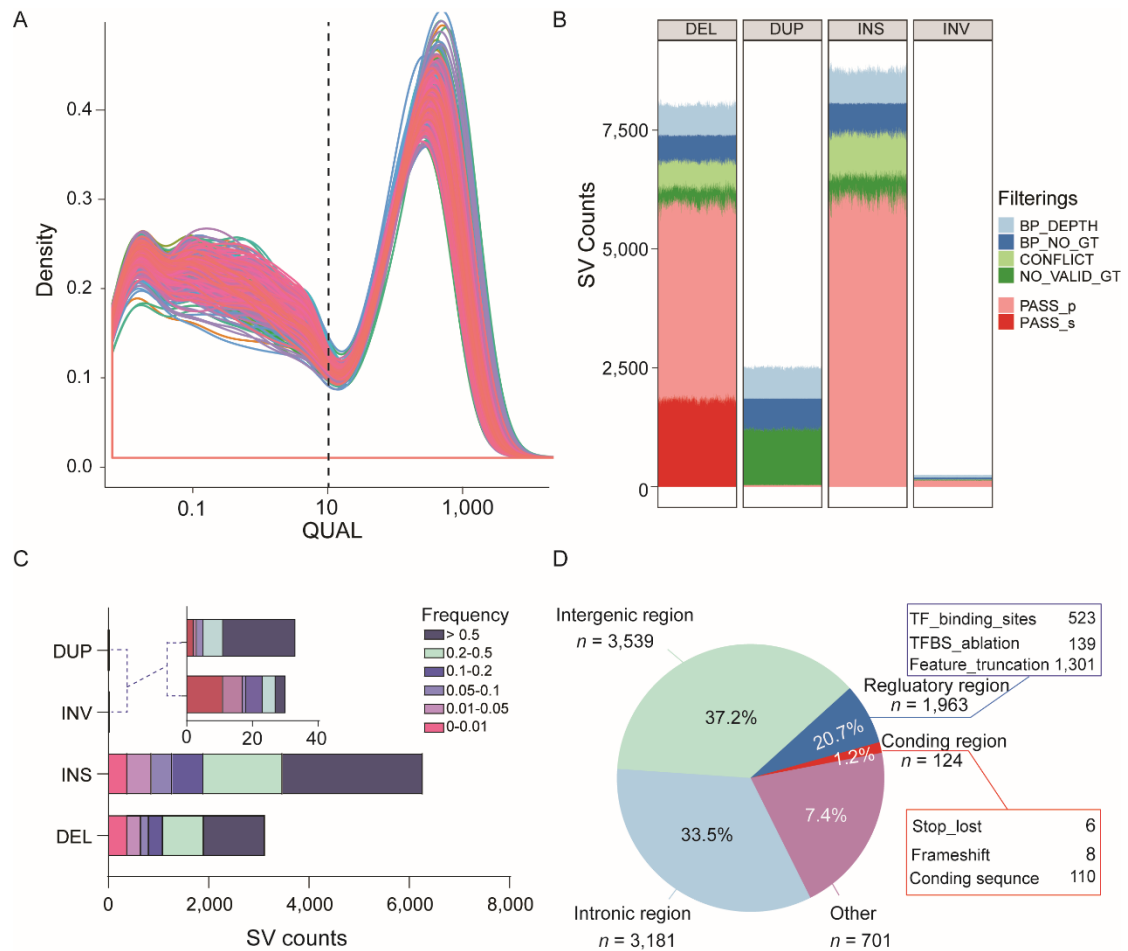 A
Density
0.4
0.3
0.2
0.1
0.0
0.1
10
1,000
QUAL
B
DEL
DUP
INS
INV
SV Counts
7,500
5,000
2,500
0
Filterings
BP_DEPTH
BP_NO_GT
CONFLICT
NO_VALID_GT
PASS_p
PASS_s
C
DUP
INV
INS
DEL
0
20
40
Frequency
> 0.5
0.2-0.5
0.1-0.2
0.05-0.1
0.01-0.05
0-0.01
0
2,000
4,000
6,000
8,000
SV counts
D
Intergenic region
n = 3,539
37.2%
TF_binding_sites 523
TFBS_ablation 139
Feature_truncation 1,301
Regluatory region
n = 1,963
20.7%
Conding region
n = 124
1.2%
7.4%
33.5%
Stop_lost 6
Frameshift 8
Conding sequnce 110
Intronic region
n = 3,181
Other
n = 701